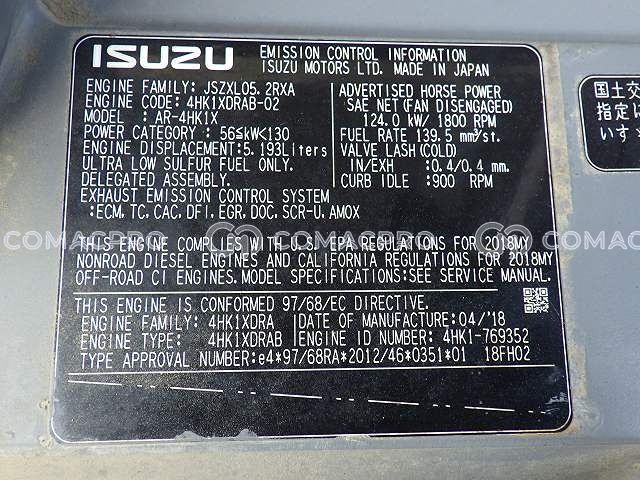 ISUZU
EMISSION CONTROL INFORMATION
ISUZU MOTORS LTD. MADE IN JAPAN
ENGINE FAMILY: JSZXL05.2RXA
ENGINE CODE: 4HK1XDRAB-02
MODEL : AR-4HK1X
POWER CATEGORY : 56≦kW<130
ENGINE DISPLACEMENT:5.193Liters
ULTRA LOW SULFUR FUEL ONLY.
DELEGATED ASSEMBLY.
EXHAUST EMISSION CONTROL SYSTEM
:ECM,TC,CAC,DFI,EGR,DOC,SCR-U,AMOX
ADVERTISED HORSE POWER
SAE NET(FAN DISENGAGED)
124.0 kW/ 1800 RPM
FUEL RATE 139.5 mm³/st.
VALVE LASH(COLD)
IN/EXH :0.4/0.4 mm.
CURB IDLE :900 RPM
THIS ENGINE COMPLIES WITH U.S. EPA REGULATIONS FOR 2018MY
NONROAD DIESEL ENGINES AND CALIFORNIA REGULATIONS FOR 2018MY
OFF-ROAD CI ENGINES.MODEL SPECIFICATIONS:SEE SERVICE MANUAL.
THIS ENGINE IS CONFORMED 97/68/EC DIRECTIVE.
ENGINE FAMILY: 4HK1XDRA
DATE OF MANUFACTURE:04/'18
ENGINE TYPE: 4HK1XDRAB
ENGINE ID NUMBER: 4HK1-769352
TYPE APPROVAL NUMBER:e4*97/68RA*2012/46*0351*01 18FH02
国土交
指定に
いす
COMACPRO
COMACPRO
COMACPRO